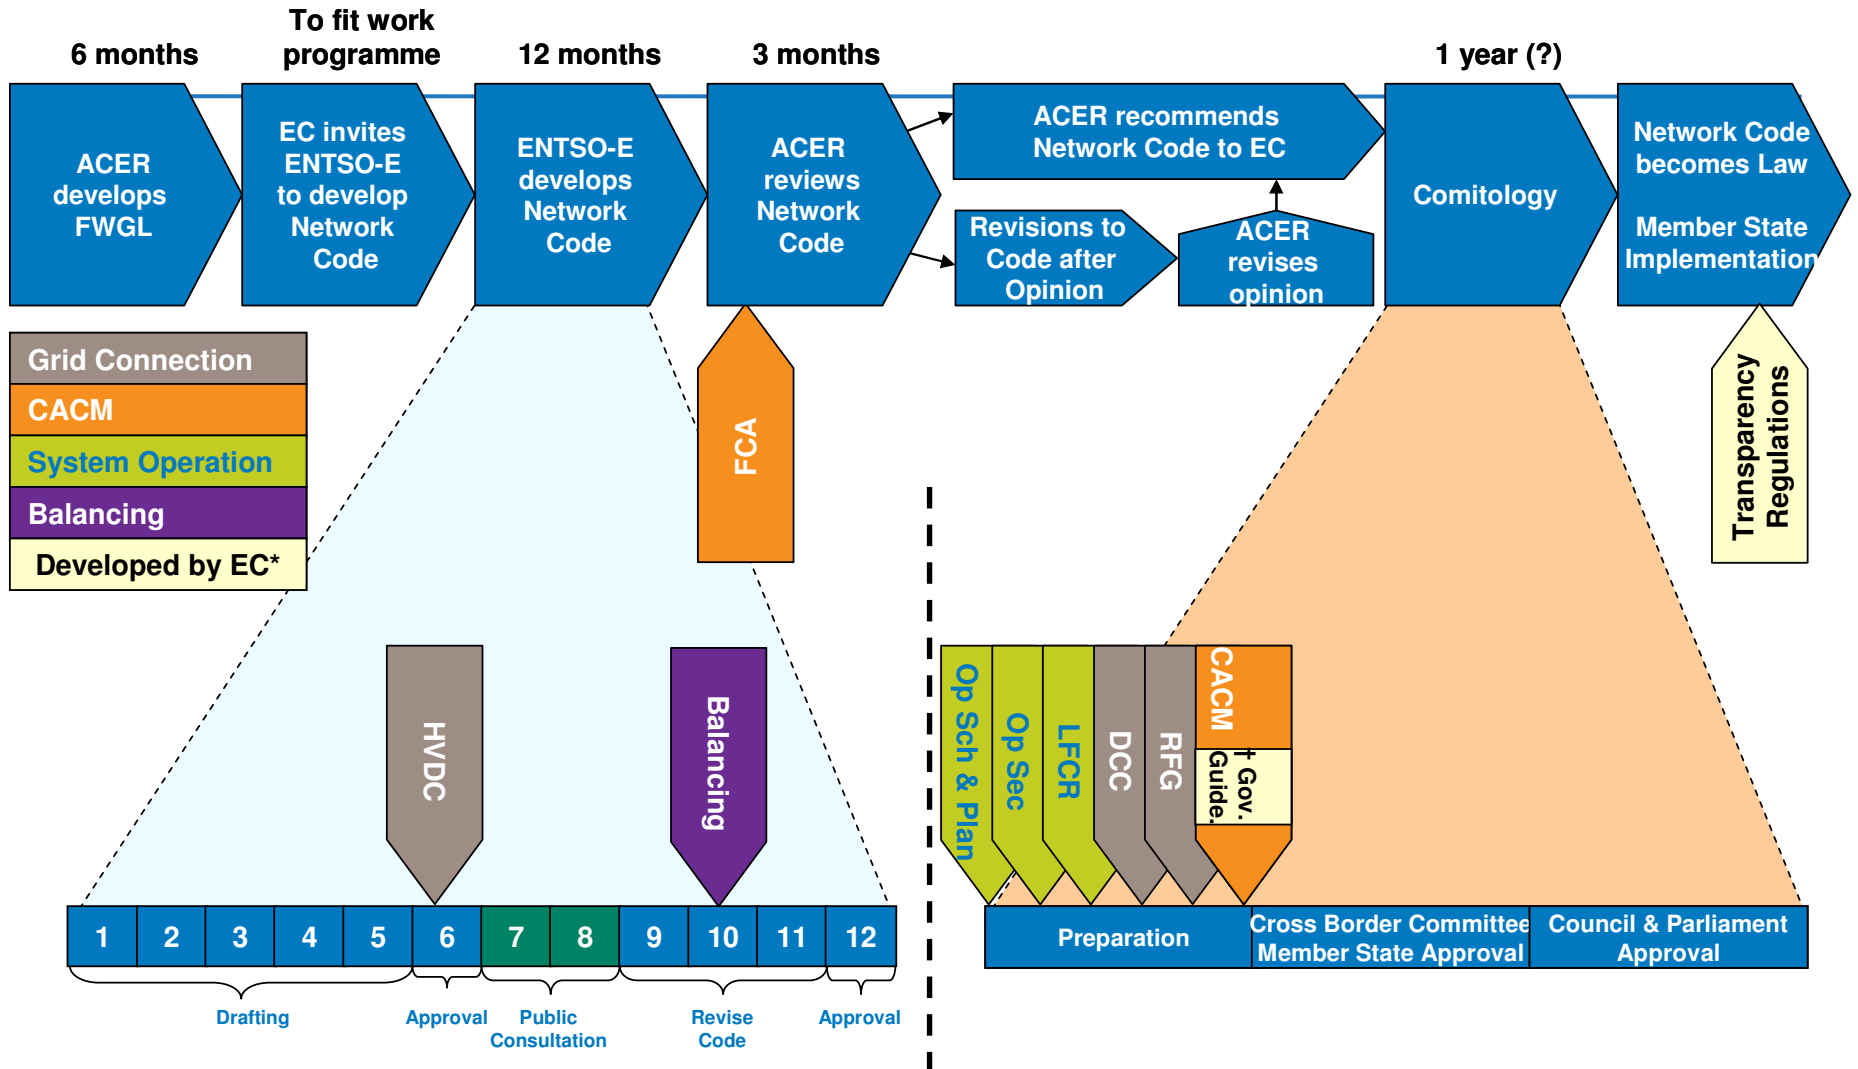 To fit work
programme
6 months
12 months
3 months
1 year (?)
ACER
develops
FWGL
EC invites
ENTSO-E
to develop
Network
Code
ENTSO-E
develops
Network
Code
ACER
reviews
Network
Code
ACER recommends
Network Code to EC
Revisions to
Code after
Opinion
ACER
revises
opinion
Comitology
Network Code
becomes Law
Member State
Implementation
Grid Connection
CACM
System Operation
Balancing
Developed by EC*
FCA
Transparency
Regulations
HVDC
Balancing
Op Sch & Plan
Op Sec
LFCR
DCC
RFG
CACM
† Gov.
Guide.
1 2 3 4 5 6 7 8 9 10 11 12
Drafting
Approval
Public
Consultation
Revise
Code
Approval
Preparation
Cross Border Committee
Member State Approval
Council & Parliament
Approval